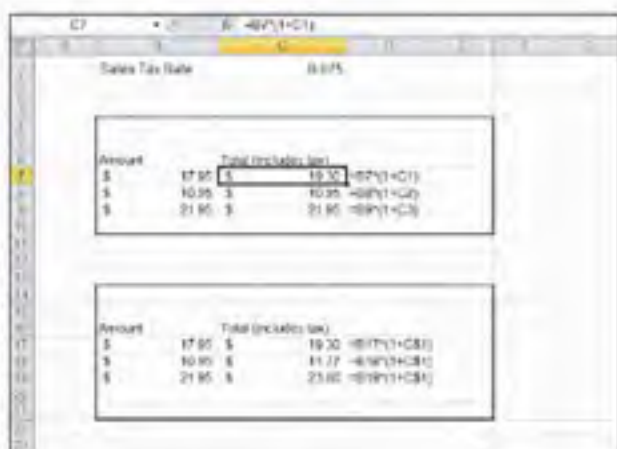 C7 =B7*(1+C1)
Sales Tax Rate 0.075
Amount Total (includes tax)
$ 17.95 $ 19.30 =B7*(1+C1)
$ 10.95 $ 10.95 =B8*(1+C2)
$ 21.95 $ 21.95 =B9*(1+C3)
Amount Total (includes tax)
$ 17.95 $ 19.30 =B17*(1+C$1)
$ 10.95 $ 11.77 =B18*(1+C$1)
$ 21.95 $ 23.60 =B19*(1+C$1)